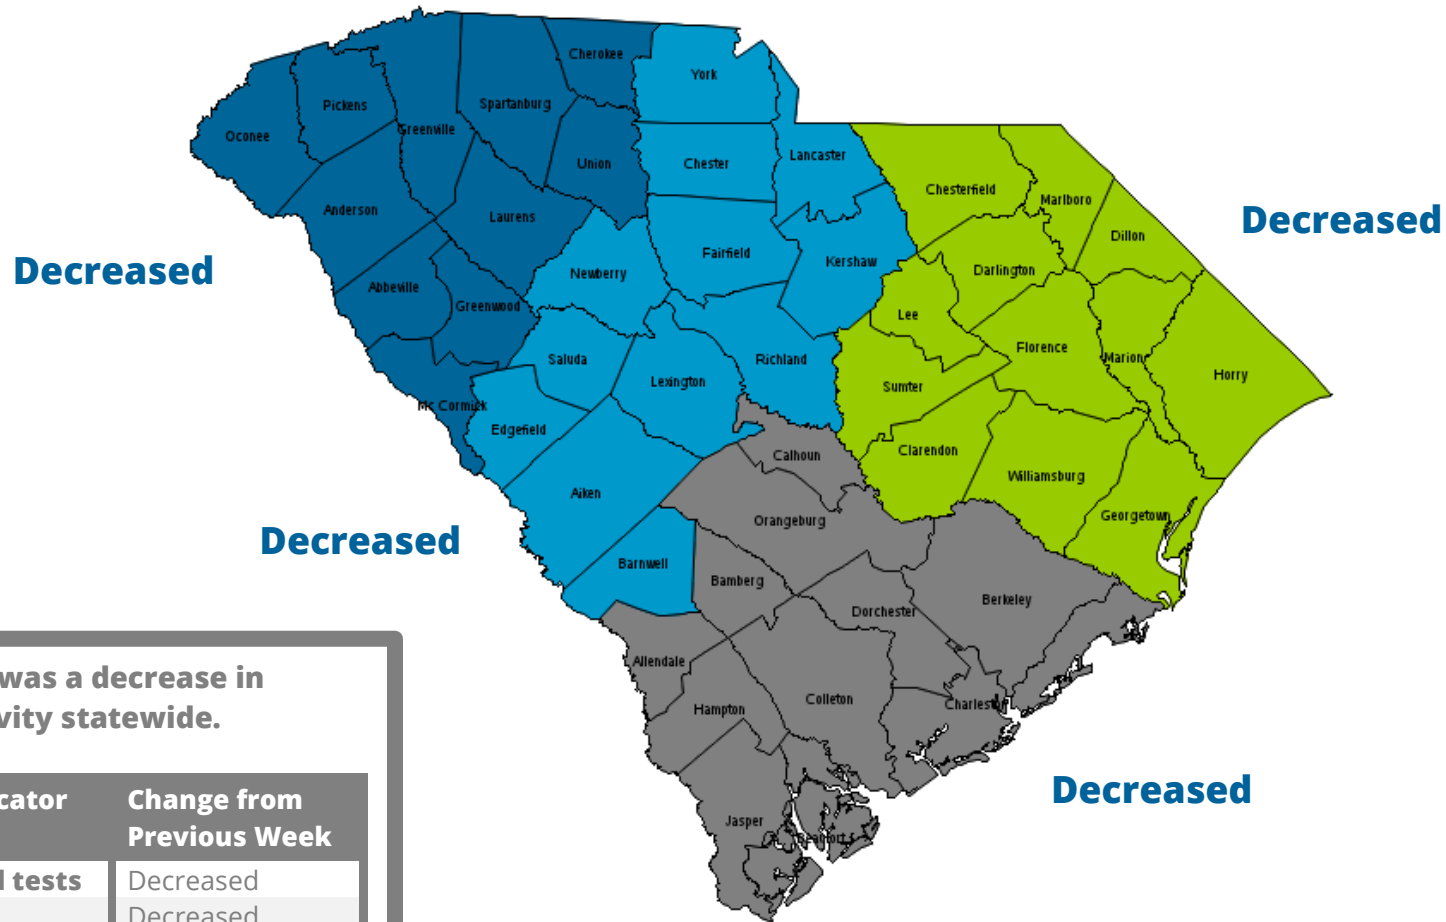 Cherokee
York
Pickens
Spartanburg
Greenville
Oconee
Union
Chester
Lancaster
Chesterfield
Marlboro
Anderson
Laurens
Decreased
Dillon
Fairfield
Kershaw
Decreased
Newberry
Darlington
Abbeville
Greenwood
Lee
Florence
Saluda
Richland
Marion
Horry
Lexington
Sumter
Mc Cormick
Edgefield
Clarendon
Calhoun
Williamsburg
Aiken
Orangeburg
Georgetown
Decreased
Barnwell
Bamberg
Berkeley
Dorchester
Allendale
Colleton
Charleston
Hampton
Decreased
Jasper
Beaufort
was a decrease in
vity statewide.
cator
Change from
Previous Week
tests
Decreased
Decreased